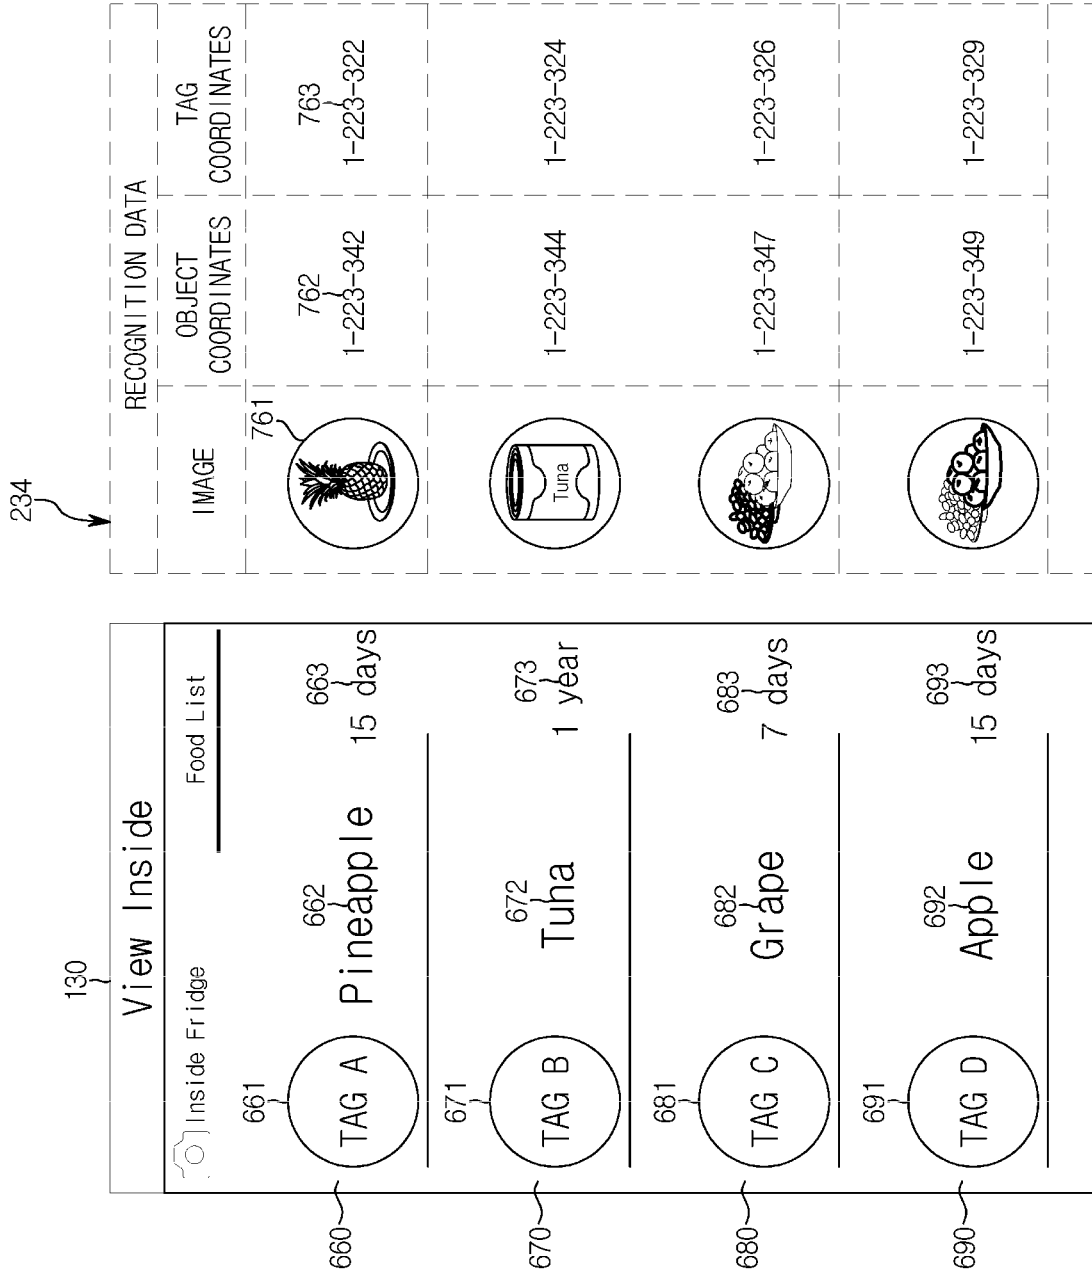 234
130
View Inside
RECOGNITION DATA
Inside Fridge
Food List
IMAGE
OBJECT
COORDINATES
TAG
COORDINATES
660
661
TAG A
662
Pineapple
663
15 days
761
762
1-223-342
763
1-223-322
670
671
TAG B
672
Tuna
673
1 year
Tuna
1-223-344
1-223-324
680
681
TAG C
682
Grape
683
7 days
1-223-347
1-223-326
690
691
TAG D
692
Apple
693
15 days
1-223-349
1-223-329